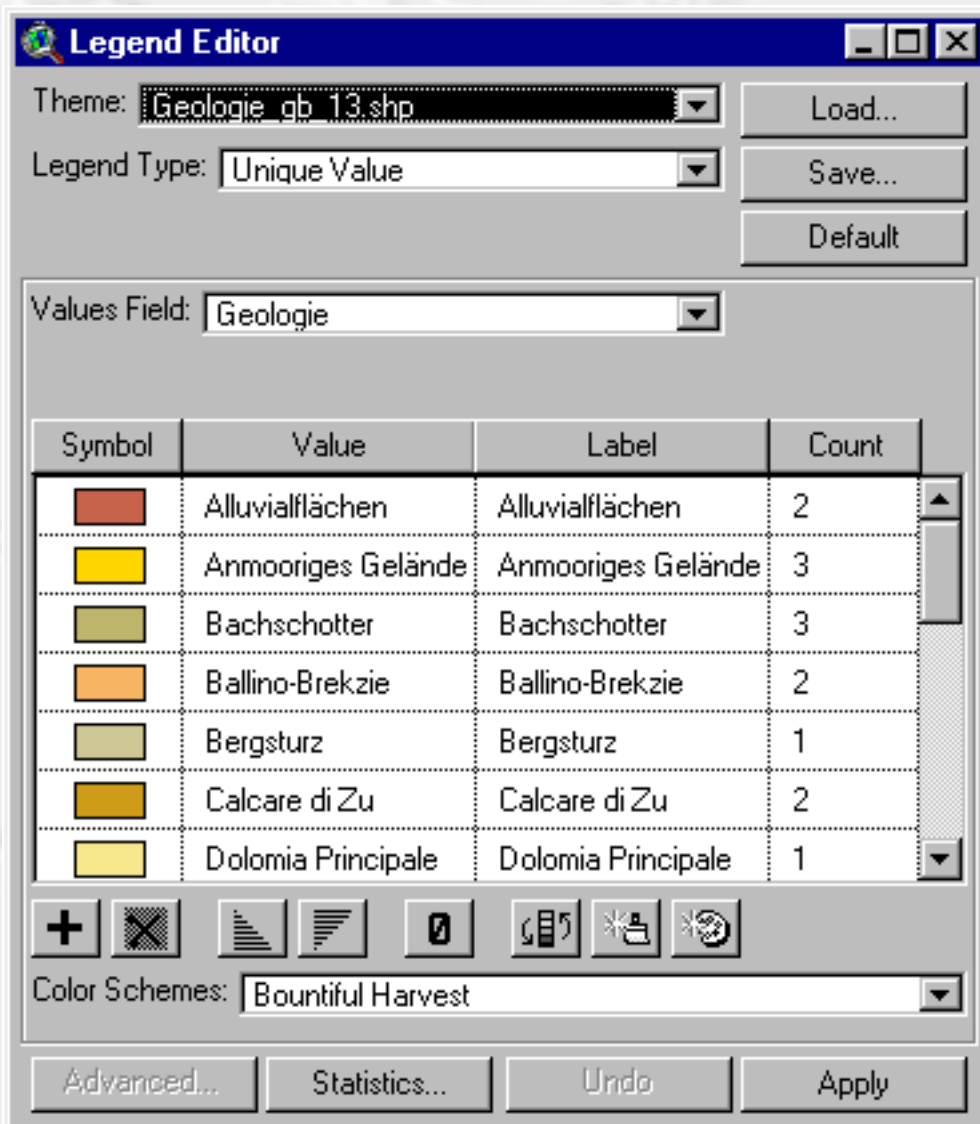 Legend Editor
Theme: Geologie_gb_13.shp
Load...
Legend Type: Unique Value
Save...
Default
Values Field: Geologie
Symbol Value Label Count
Alluvialflächen Alluvialflächen 2
Anmooriges Gelände Anmooriges Gelände 3
Bachschotter Bachschotter 3
Ballino-Brekzie Ballino-Brekzie 2
Bergsturz Bergsturz 1
Calcare di Zu Calcare di Zu 2
Dolomia Principale Dolomia Principale 1
0
Color Schemes: Bountiful Harvest
Advanced... Statistics... Undo Apply